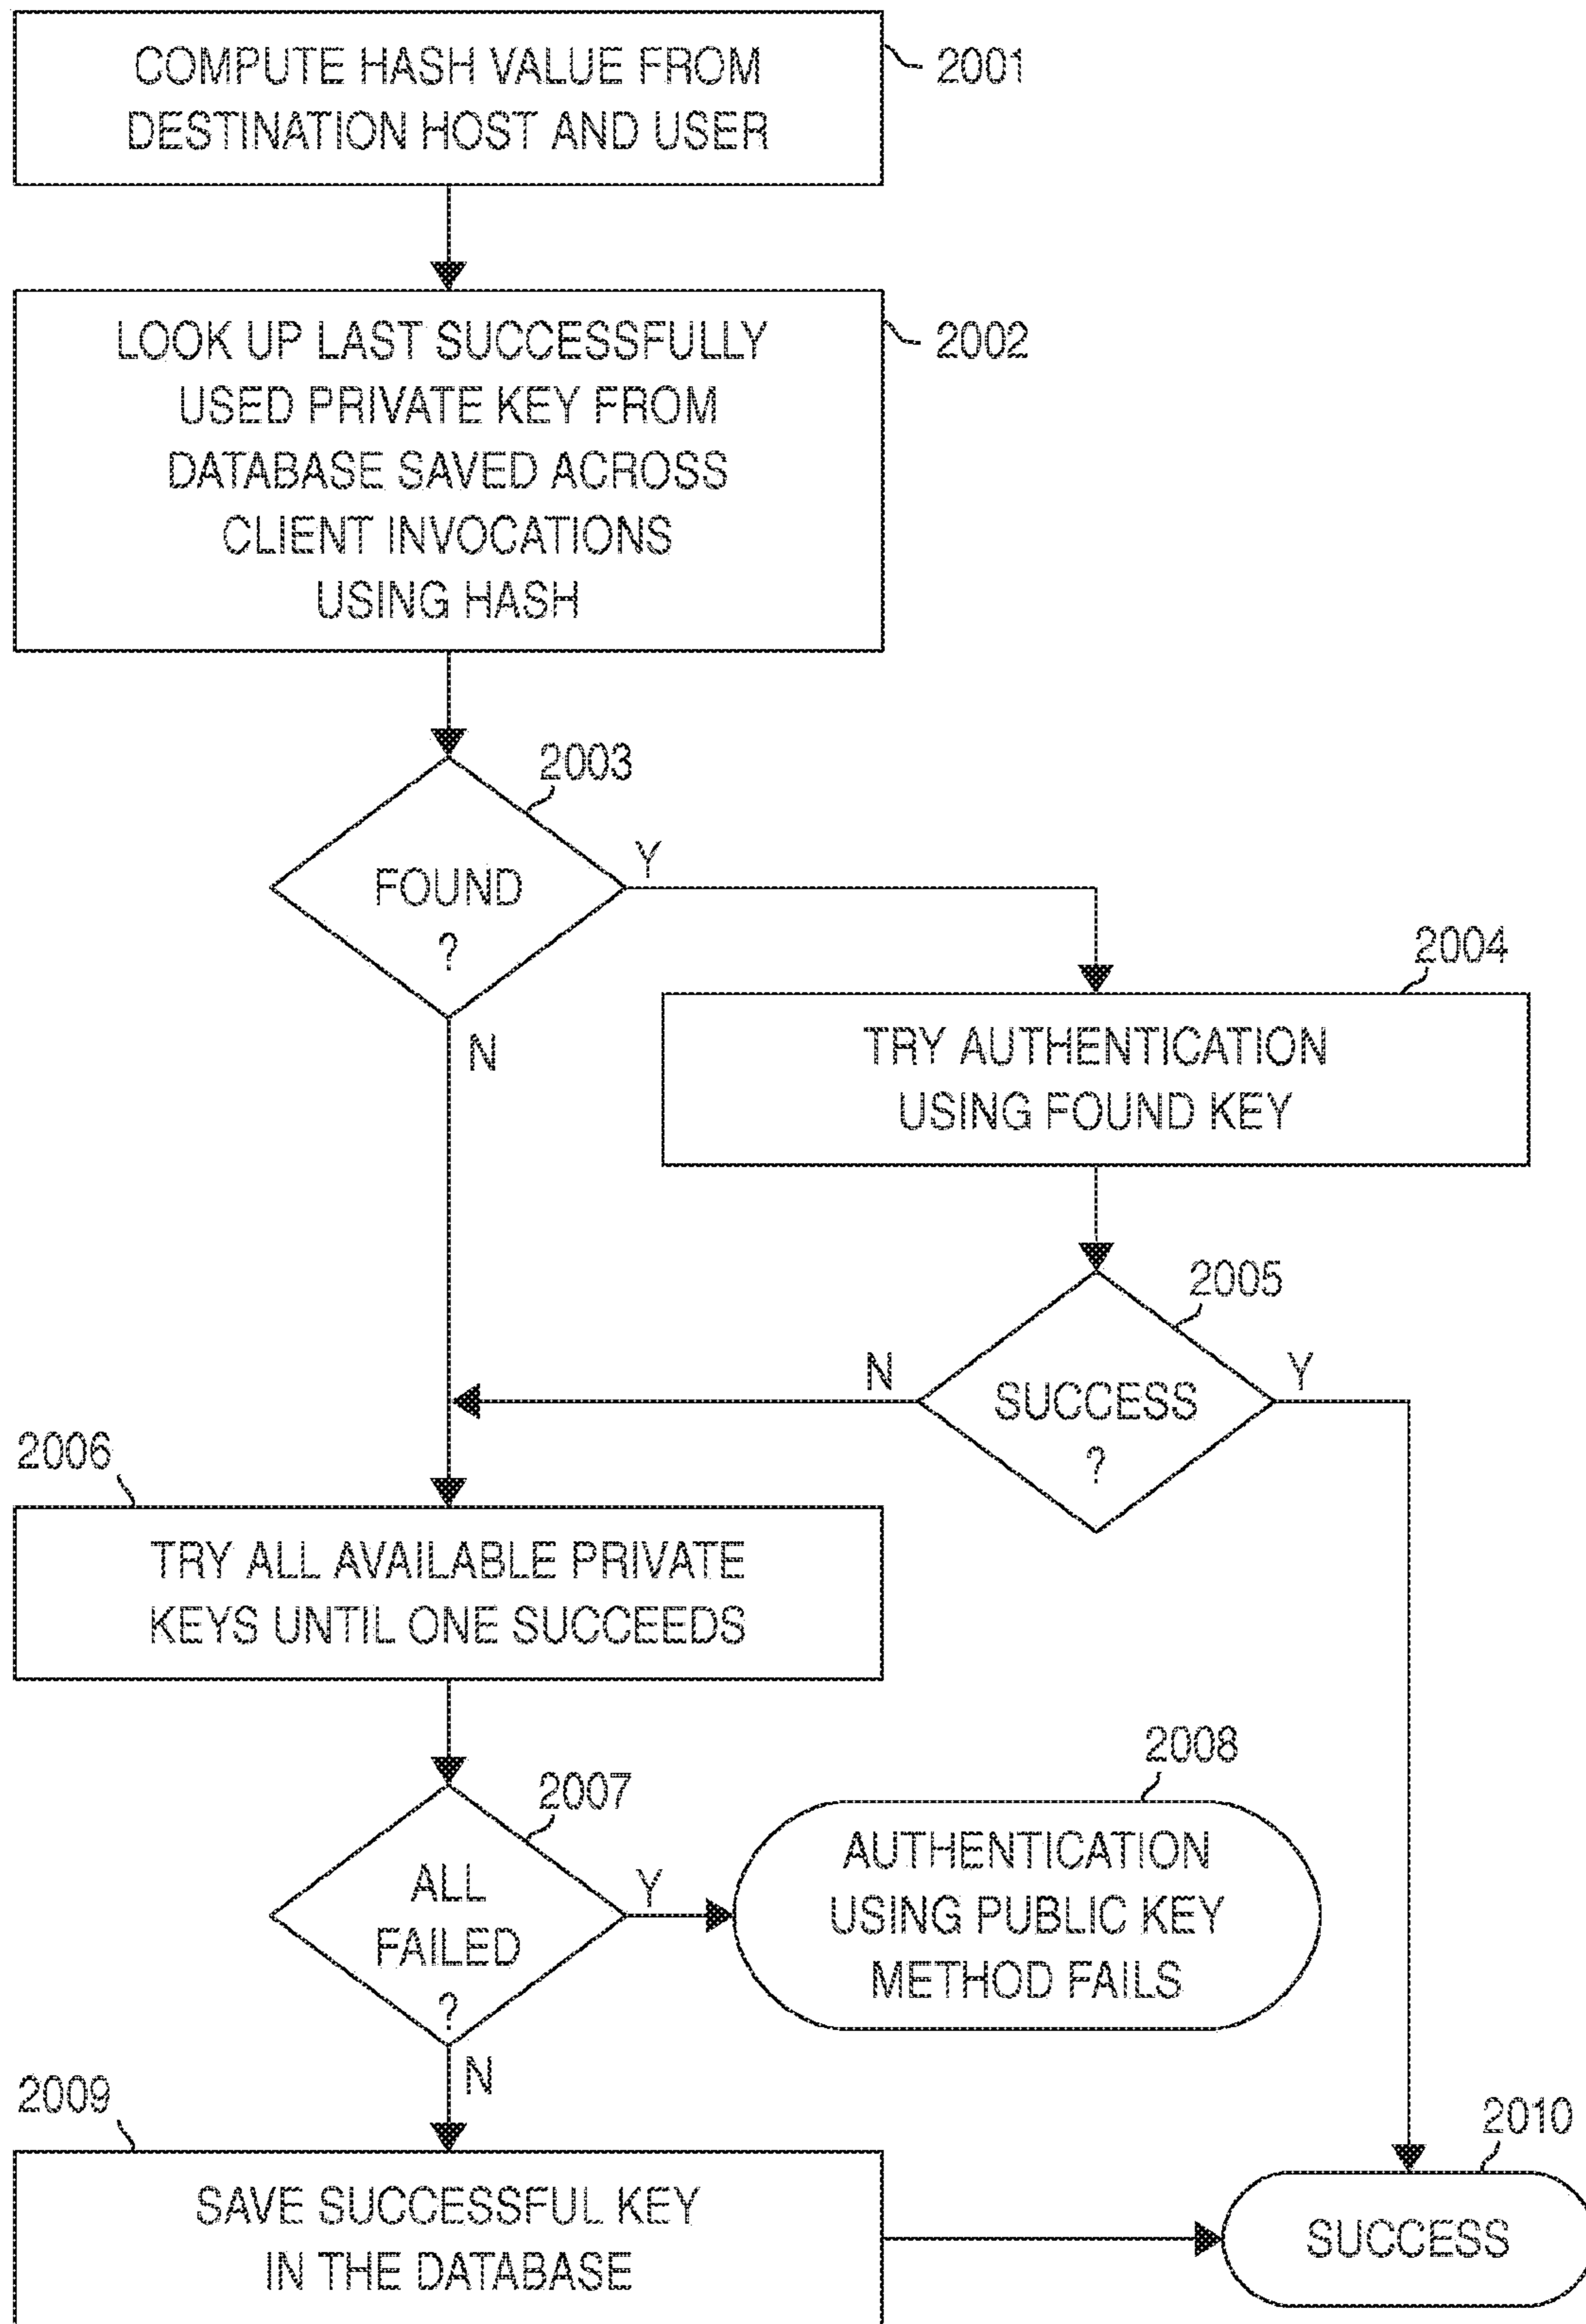 COMPUTE HASH VALUE FROM
DESTINATION HOST AND USER
2001
LOOK UP LAST SUCCESSFULLY
USED PRIVATE KEY FROM
DATABASE SAVED ACROSS
CLIENT INVOCATIONS
USING HASH
2002
2003
FOUND
?
Y
N
2004
TRY AUTHENTICATION
USING FOUND KEY
2005
SUCCESS
?
N
Y
2006
TRY ALL AVAILABLE PRIVATE
KEYS UNTIL ONE SUCCEEDS
2007
ALL
FAILED
?
Y
N
2008
AUTHENTICATION
USING PUBLIC KEY
METHOD FAILS
2009
SAVE SUCCESSFUL KEY
IN THE DATABASE
2010
SUCCESS